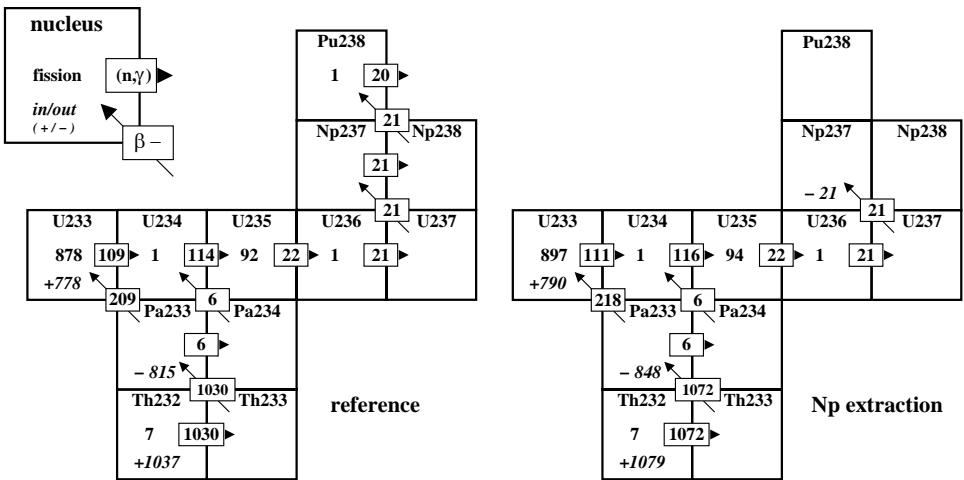 nucleus
fission (n,γ)
in/out
(+/−)
β −
Pu238
1 20
21
Np237 Np238
21
21
U233 U234 U235 U236 U237
878 109 1 114 92 22 1 21
+778
209 6
Pa233 Pa234
6
− 815
1030
Th232 Th233
7 1030
+1037
reference
Pu238
Np237 Np238
− 21
21
U233 U234 U235 U236 U237
897 111 1 116 94 22 1 21
+790
218 6
Pa233 Pa234
6
− 848
1072
Th232 Th233
7 1072
+1079
Np extraction